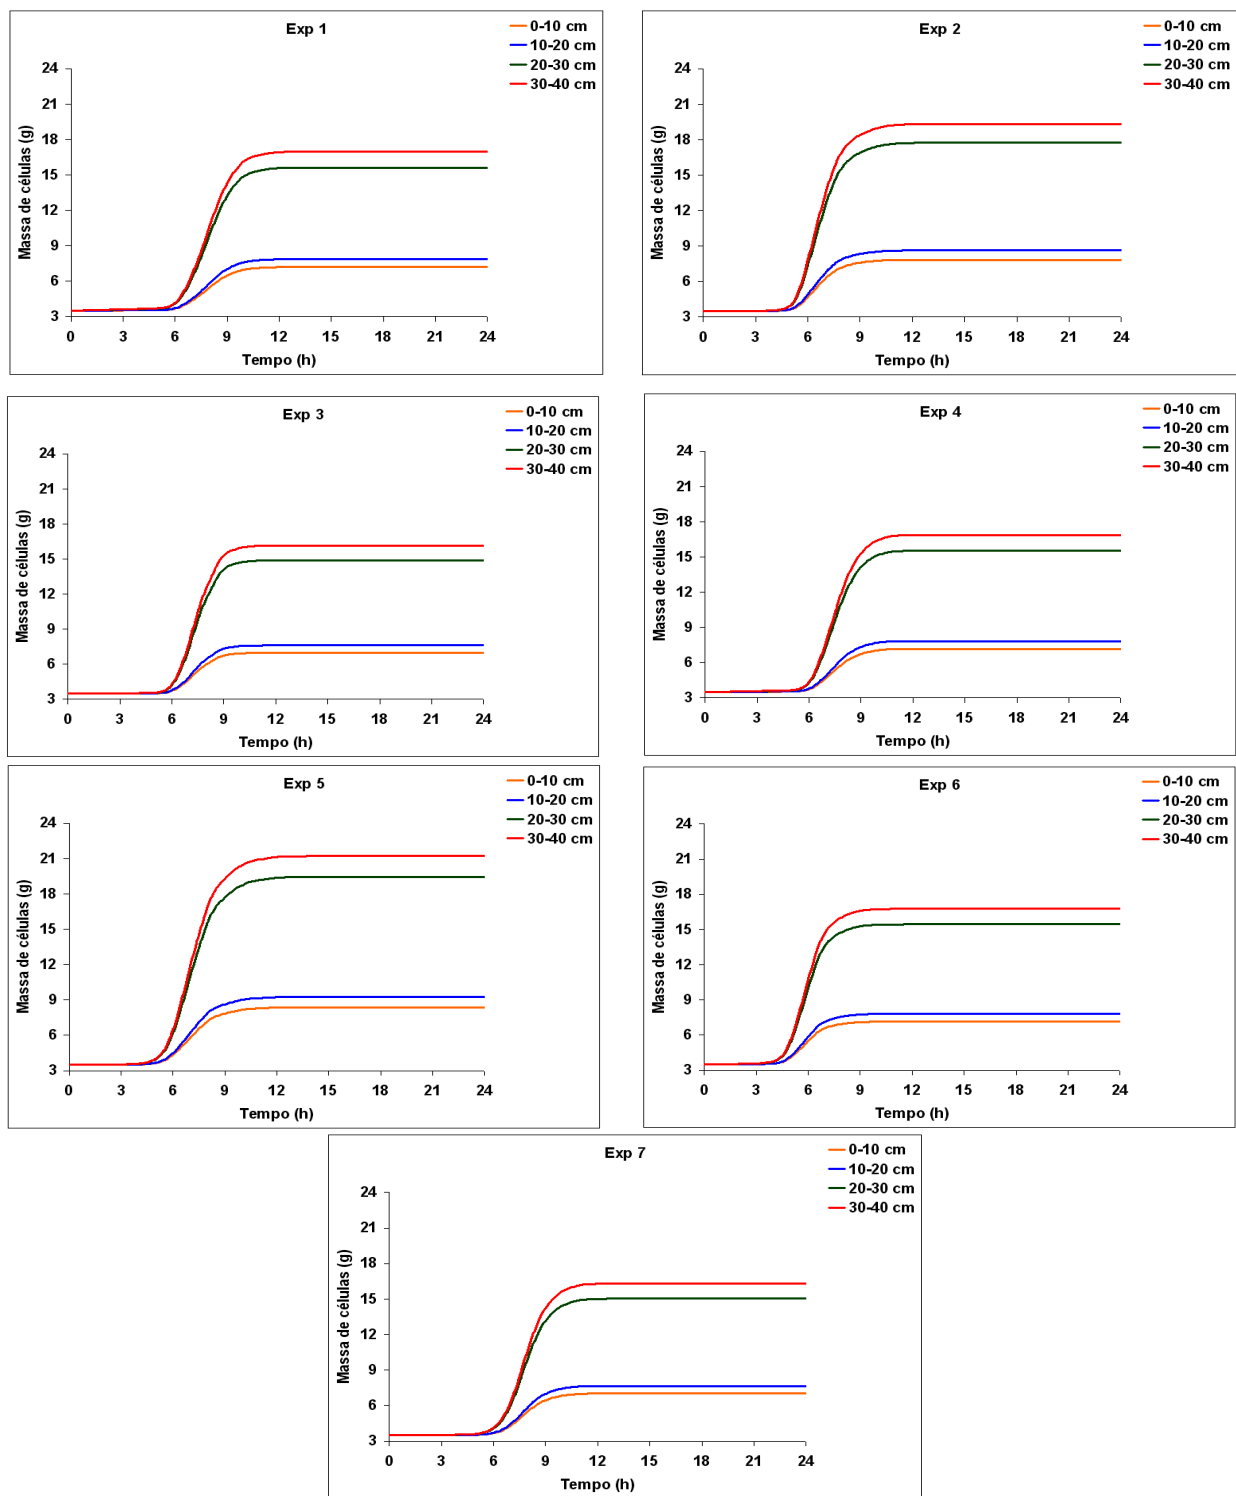 Exp 1
0-10 cm
10-20 cm
20-30 cm
30-40 cm
Massa de células (g)
24
21
18
15
12
9
6
3
0 3 6 9 12 15 18 21 24
Tempo (h)
Exp 2
0-10 cm
10-20 cm
20-30 cm
30-40 cm
Massa de células (g)
24
21
18
15
12
9
6
3
0 3 6 9 12 15 18 21 24
Tempo (h)
Exp 3
0-10 cm
10-20 cm
20-30 cm
30-40 cm
Massa de células (g)
24
21
18
15
12
9
6
3
0 3 6 9 12 15 18 21 24
Tempo (h)
Exp 4
0-10 cm
10-20 cm
20-30 cm
30-40 cm
Massa de células (g)
24
21
18
15
12
9
6
3
0 3 6 9 12 15 18 21 24
Tempo (h)
Exp 5
0-10 cm
10-20 cm
20-30 cm
30-40 cm
Massa de células (g)
24
21
18
15
12
9
6
3
0 3 6 9 12 15 18 21 24
Tempo (h)
Exp 6
0-10 cm
10-20 cm
20-30 cm
30-40 cm
Massa de células (g)
24
21
18
15
12
9
6
3
0 3 6 9 12 15 18 21 24
Tempo (h)
Exp 7
0-10 cm
10-20 cm
20-30 cm
30-40 cm
Massa de células (g)
24
21
18
15
12
9
6
3
0 3 6 9 12 15 18 21 24
Tempo (h)